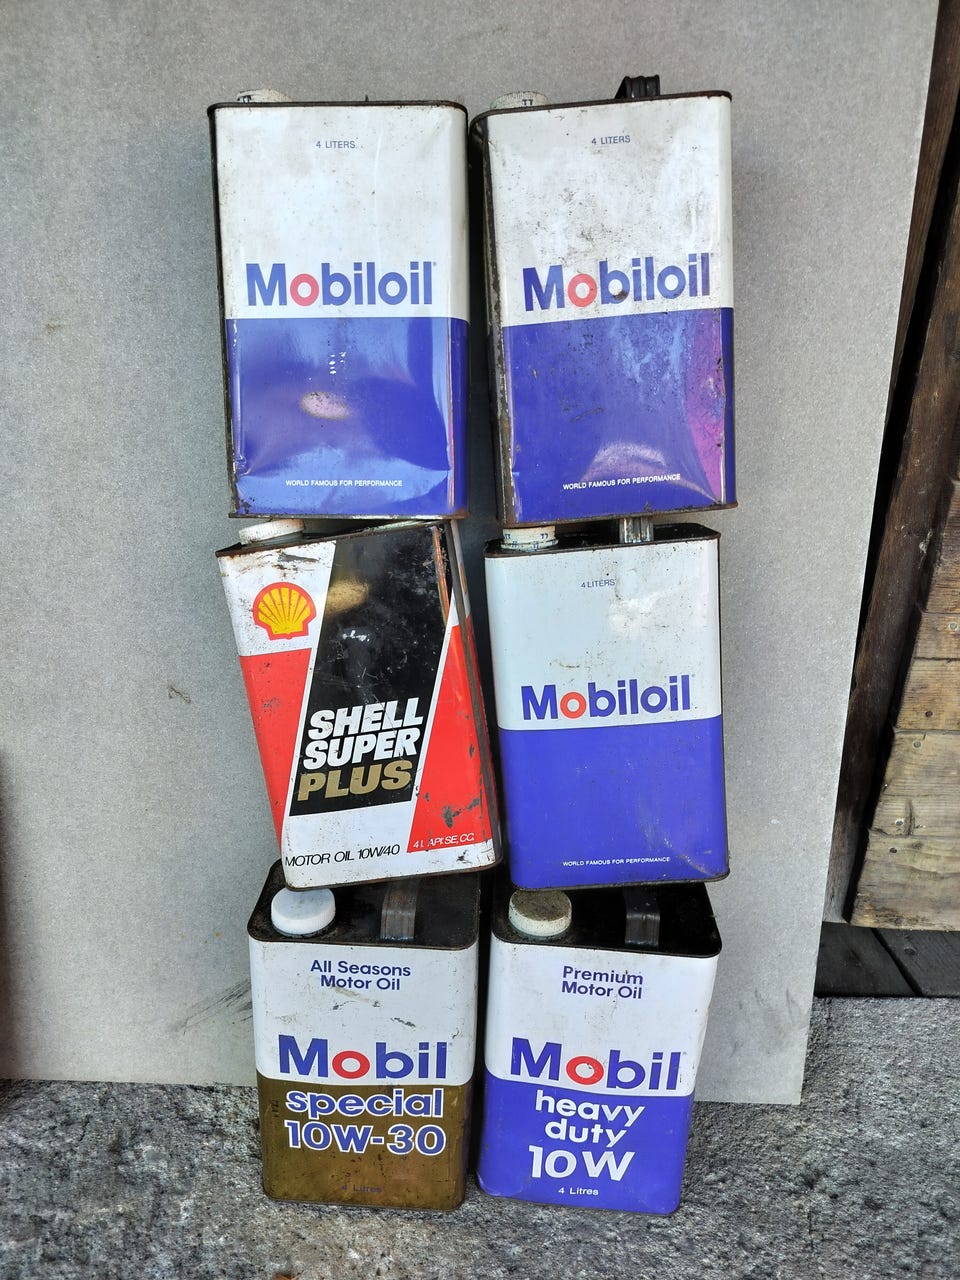 4 LITERS
Mobiloil
WORLD FAMOUS FOR PERFORMANCE
4 LITERS
Mobiloil
WORLD FAMOUS FOR PERFORMANCE
SHELL
SUPER
PLUS
MOTOR OIL 10W/40
4 L API SE, CC
4 LITERS
Mobiloil
WORLD FAMOUS FOR PERFORMANCE
All Seasons
Motor Oil
Mobil
special
10W-30
4 Litres
Premium
Motor Oil
Mobil
heavy
duty
10W
4 Litres